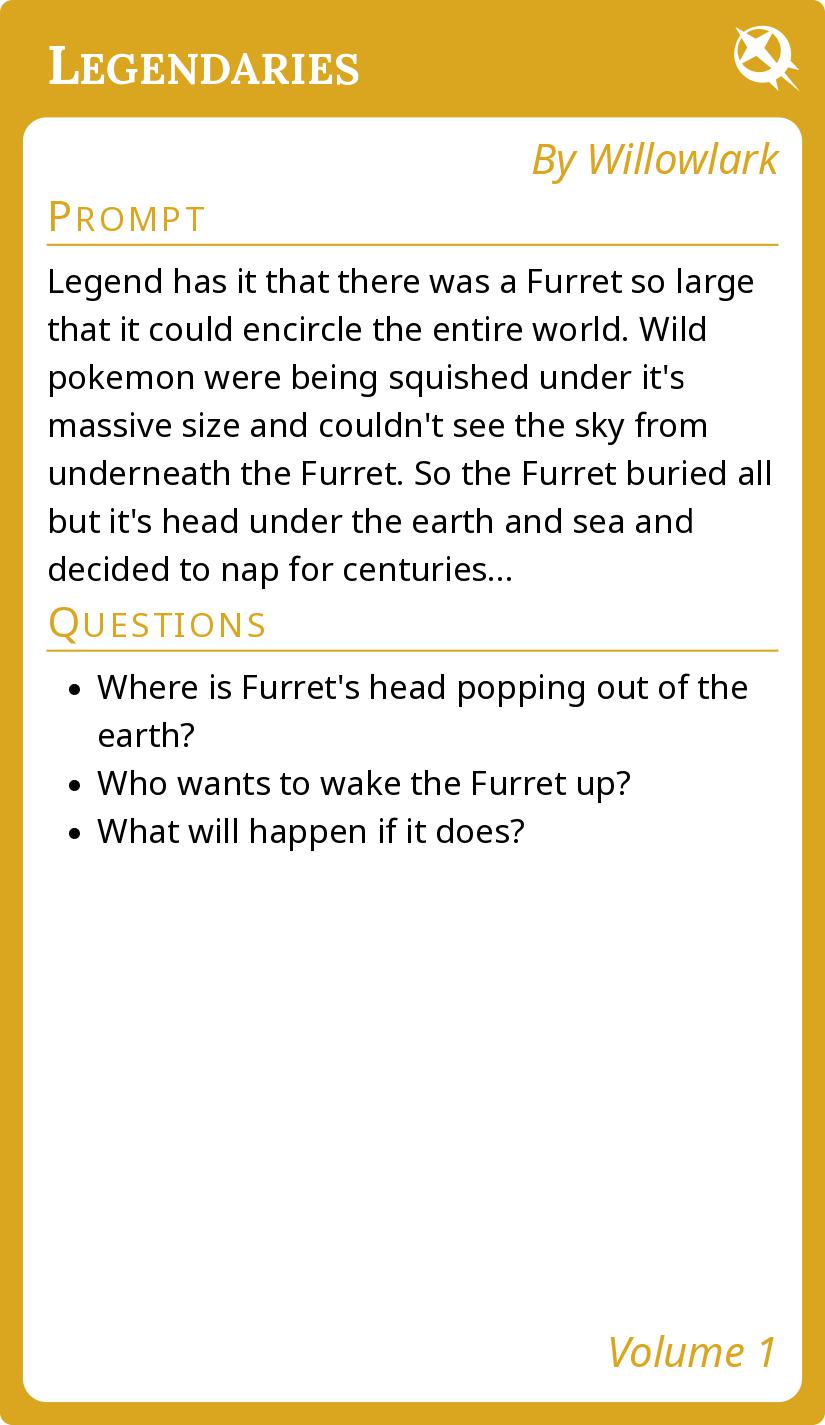 LEGENDARIES
By Willowlark
PROMPT
Legend has it that there was a Furret so large
that it could encircle the entire world. Wild
pokemon were being squished under it's
massive size and couldn't see the sky from
underneath the Furret. So the Furret buried all
but it's head under the earth and sea and
decided to nap for centuries...
QUESTIONS
• Where is Furret's head popping out of the
earth?
• Who wants to wake the Furret up?
• What will happen if it does?
Volume 1